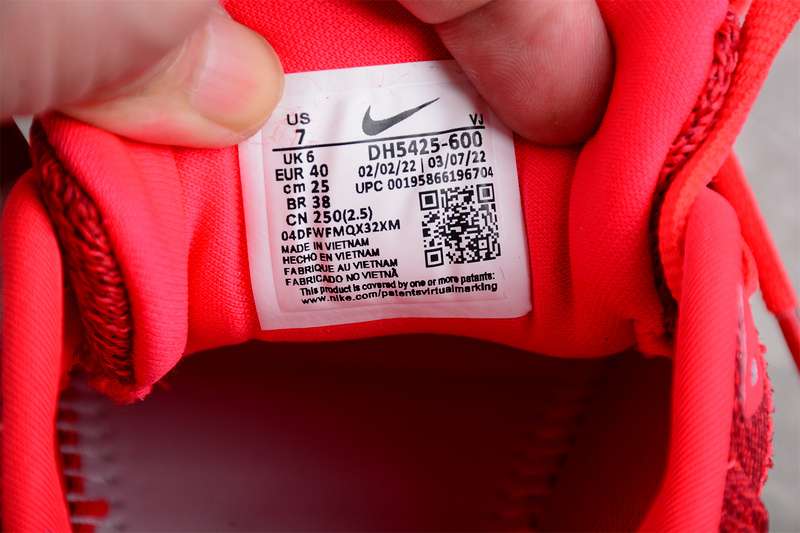 US
7
VJ
UK 6
EUR 40
cm 25
BR 38
CN 250(2.5)
DH5425-600
02/02/22 | 03/07/22
UPC 00195866196704
04DFWFMQX32XM
MADE IN VIETNAM
HECHO EN VIETNAM
FABRIQUE AU VIETNAM
FABRICADO NO VIETNÃ
This product is covered by one or more patents:
www.nike.com/patentsvirtualmarking